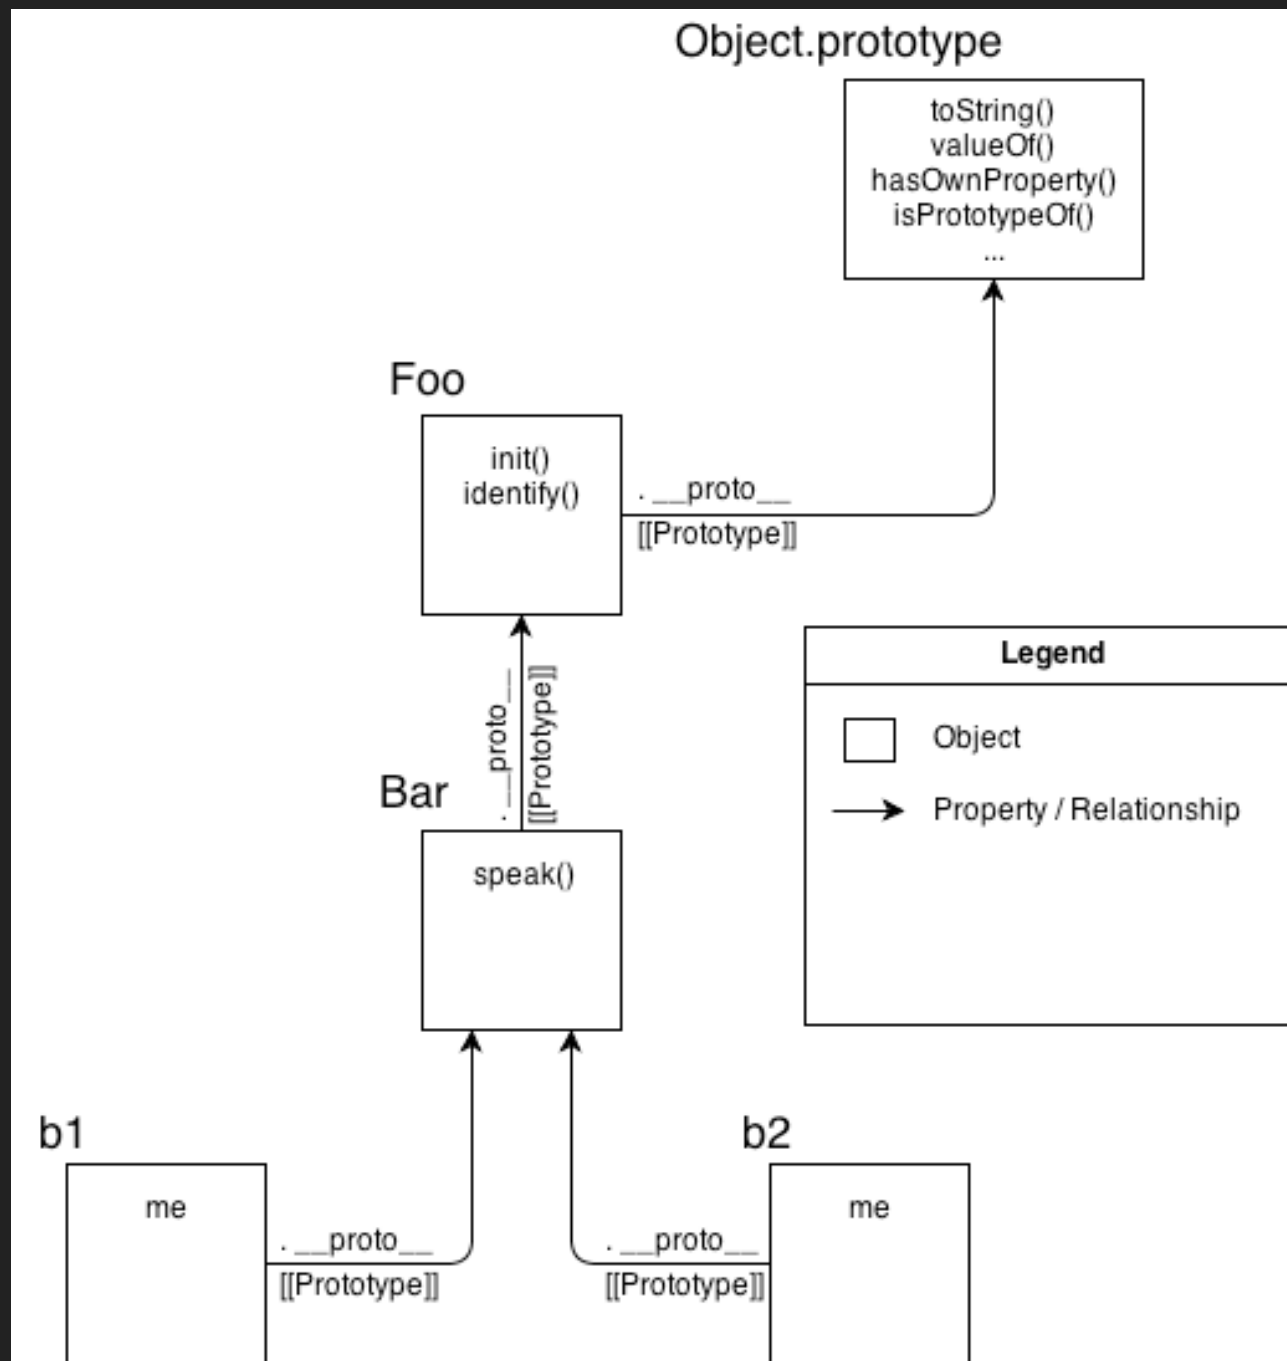 Object.prototype
toString()
valueOf()
hasOwnProperty()
isPrototypeOf()
...
Foo
init()
identify()
. __proto__
[[Prototype]]
. __proto__
[[Prototype]]
Legend
Object
Property / Relationship
Bar
speak()
b1
me
. __proto__
[[Prototype]]
b2
me
. __proto__
[[Prototype]]